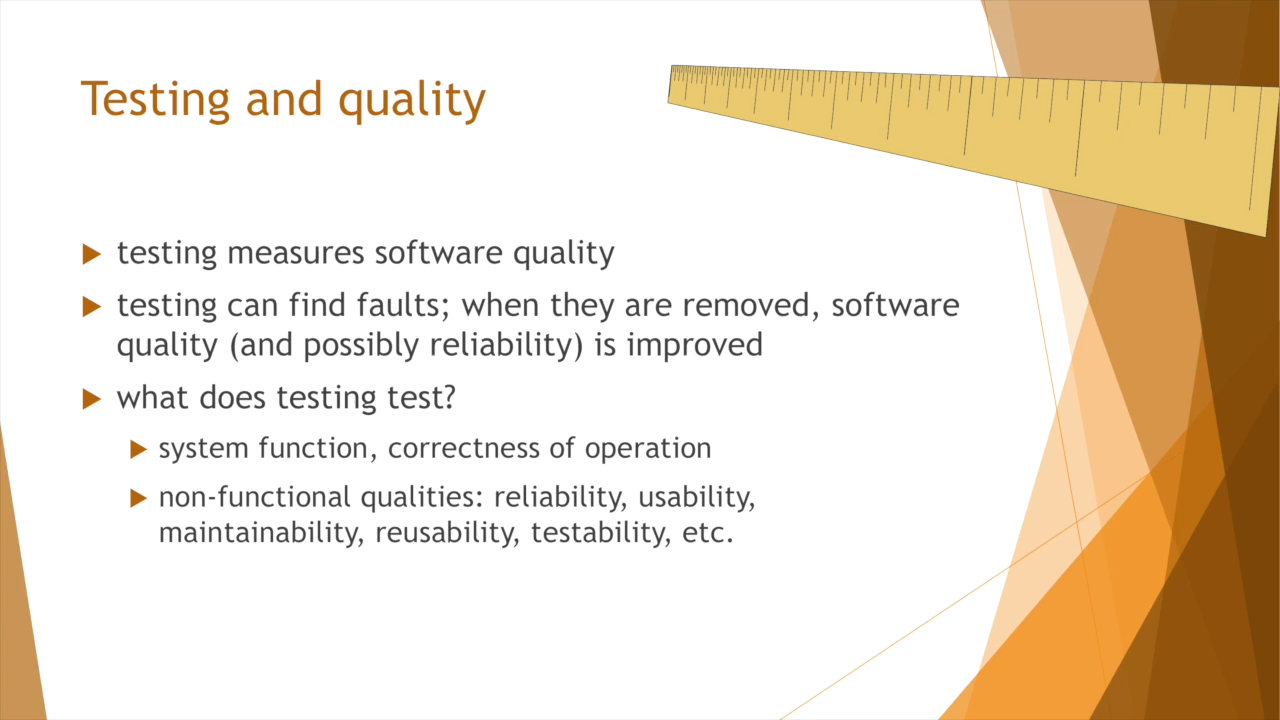 Testing and quality
testing measures software quality
testing can find faults; when they are removed, software
quality (and possibly reliability) is improved
what does testing test?
system function, correctness of operation
non-functional qualities: reliability, usability,
maintainability, reusability, testability, etc.